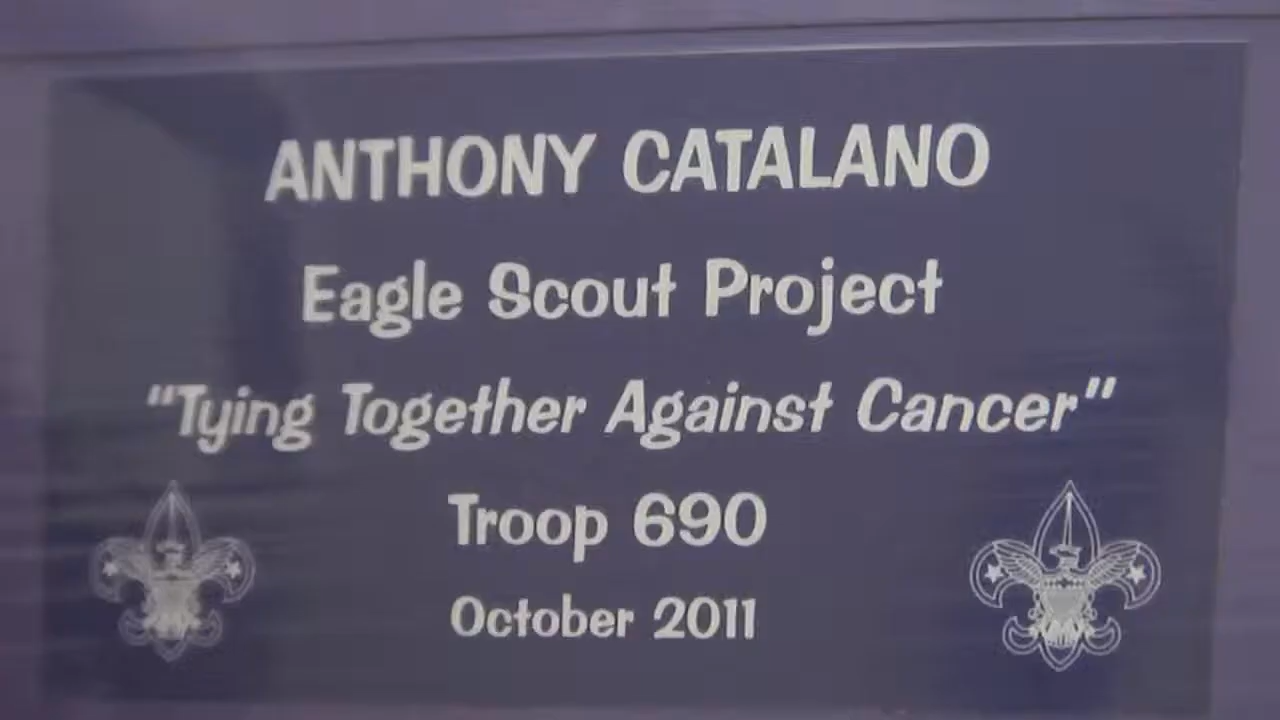 ANTHONY CATALANO
Eagle Scout Project
"Tying Together Against Cancer"
Troop 690
October 2011